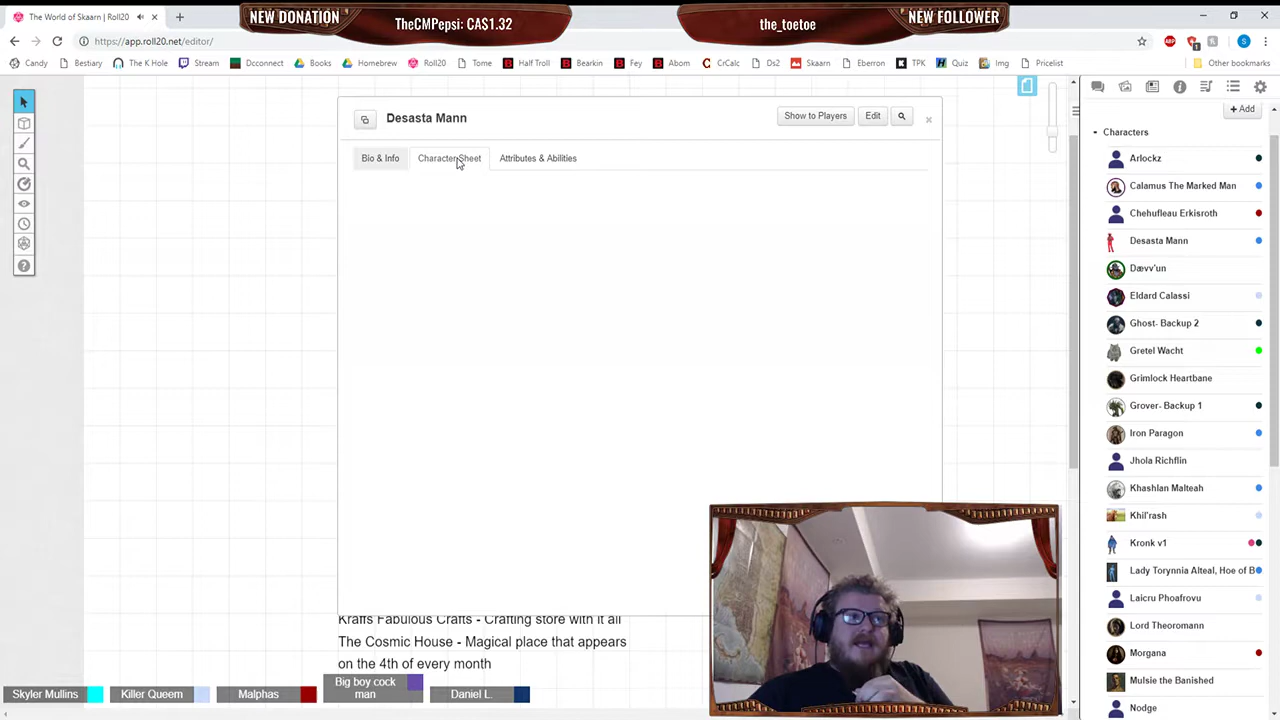 The World of Skaarn | Roll20
NEW DONATION
TheCMPepsi: CA$1.32
the_toetoe
NEW FOLLOWER
https://app.roll20.net/editor/
Candy
Bestiary
The K Hole
Stream
Dcconnect
Books
Homebrew
Roll20
Tome
Half Troll
Bearkin
Fey
Abom
CrCalc
Ds2
Skaarn
Eberron
TPK
Quiz
Img
Pricelist
Other bookmarks
Desasta Mann
Show to Players
Edit
Bio & Info
Character Sheet
Attributes & Abilities
+ Add
Characters
Arlockz
Calamus The Marked Man
Chehufleau Erkisroth
Desasta Mann
Dævv'un
Eldard Calassi
Ghost- Backup 2
Gretel Wacht
Grimlock Heartbane
Grover- Backup 1
Iron Paragon
Jhola Richflin
Khashlan Malteah
Khil'rash
Kronk v1
Lady Torynnia Alteal, Hoe of B
Laicru Phoafrovu
Lord Theoromann
Morgana
Mulsie the Banished
Nodge
Kraffs Fabulous Crafts - Crafting store with it all
The Cosmic House - Magical place that appears
on the 4th of every month
Skyler Mullins
Killer Queem
Malphas
Big boy cock
man
Daniel L.